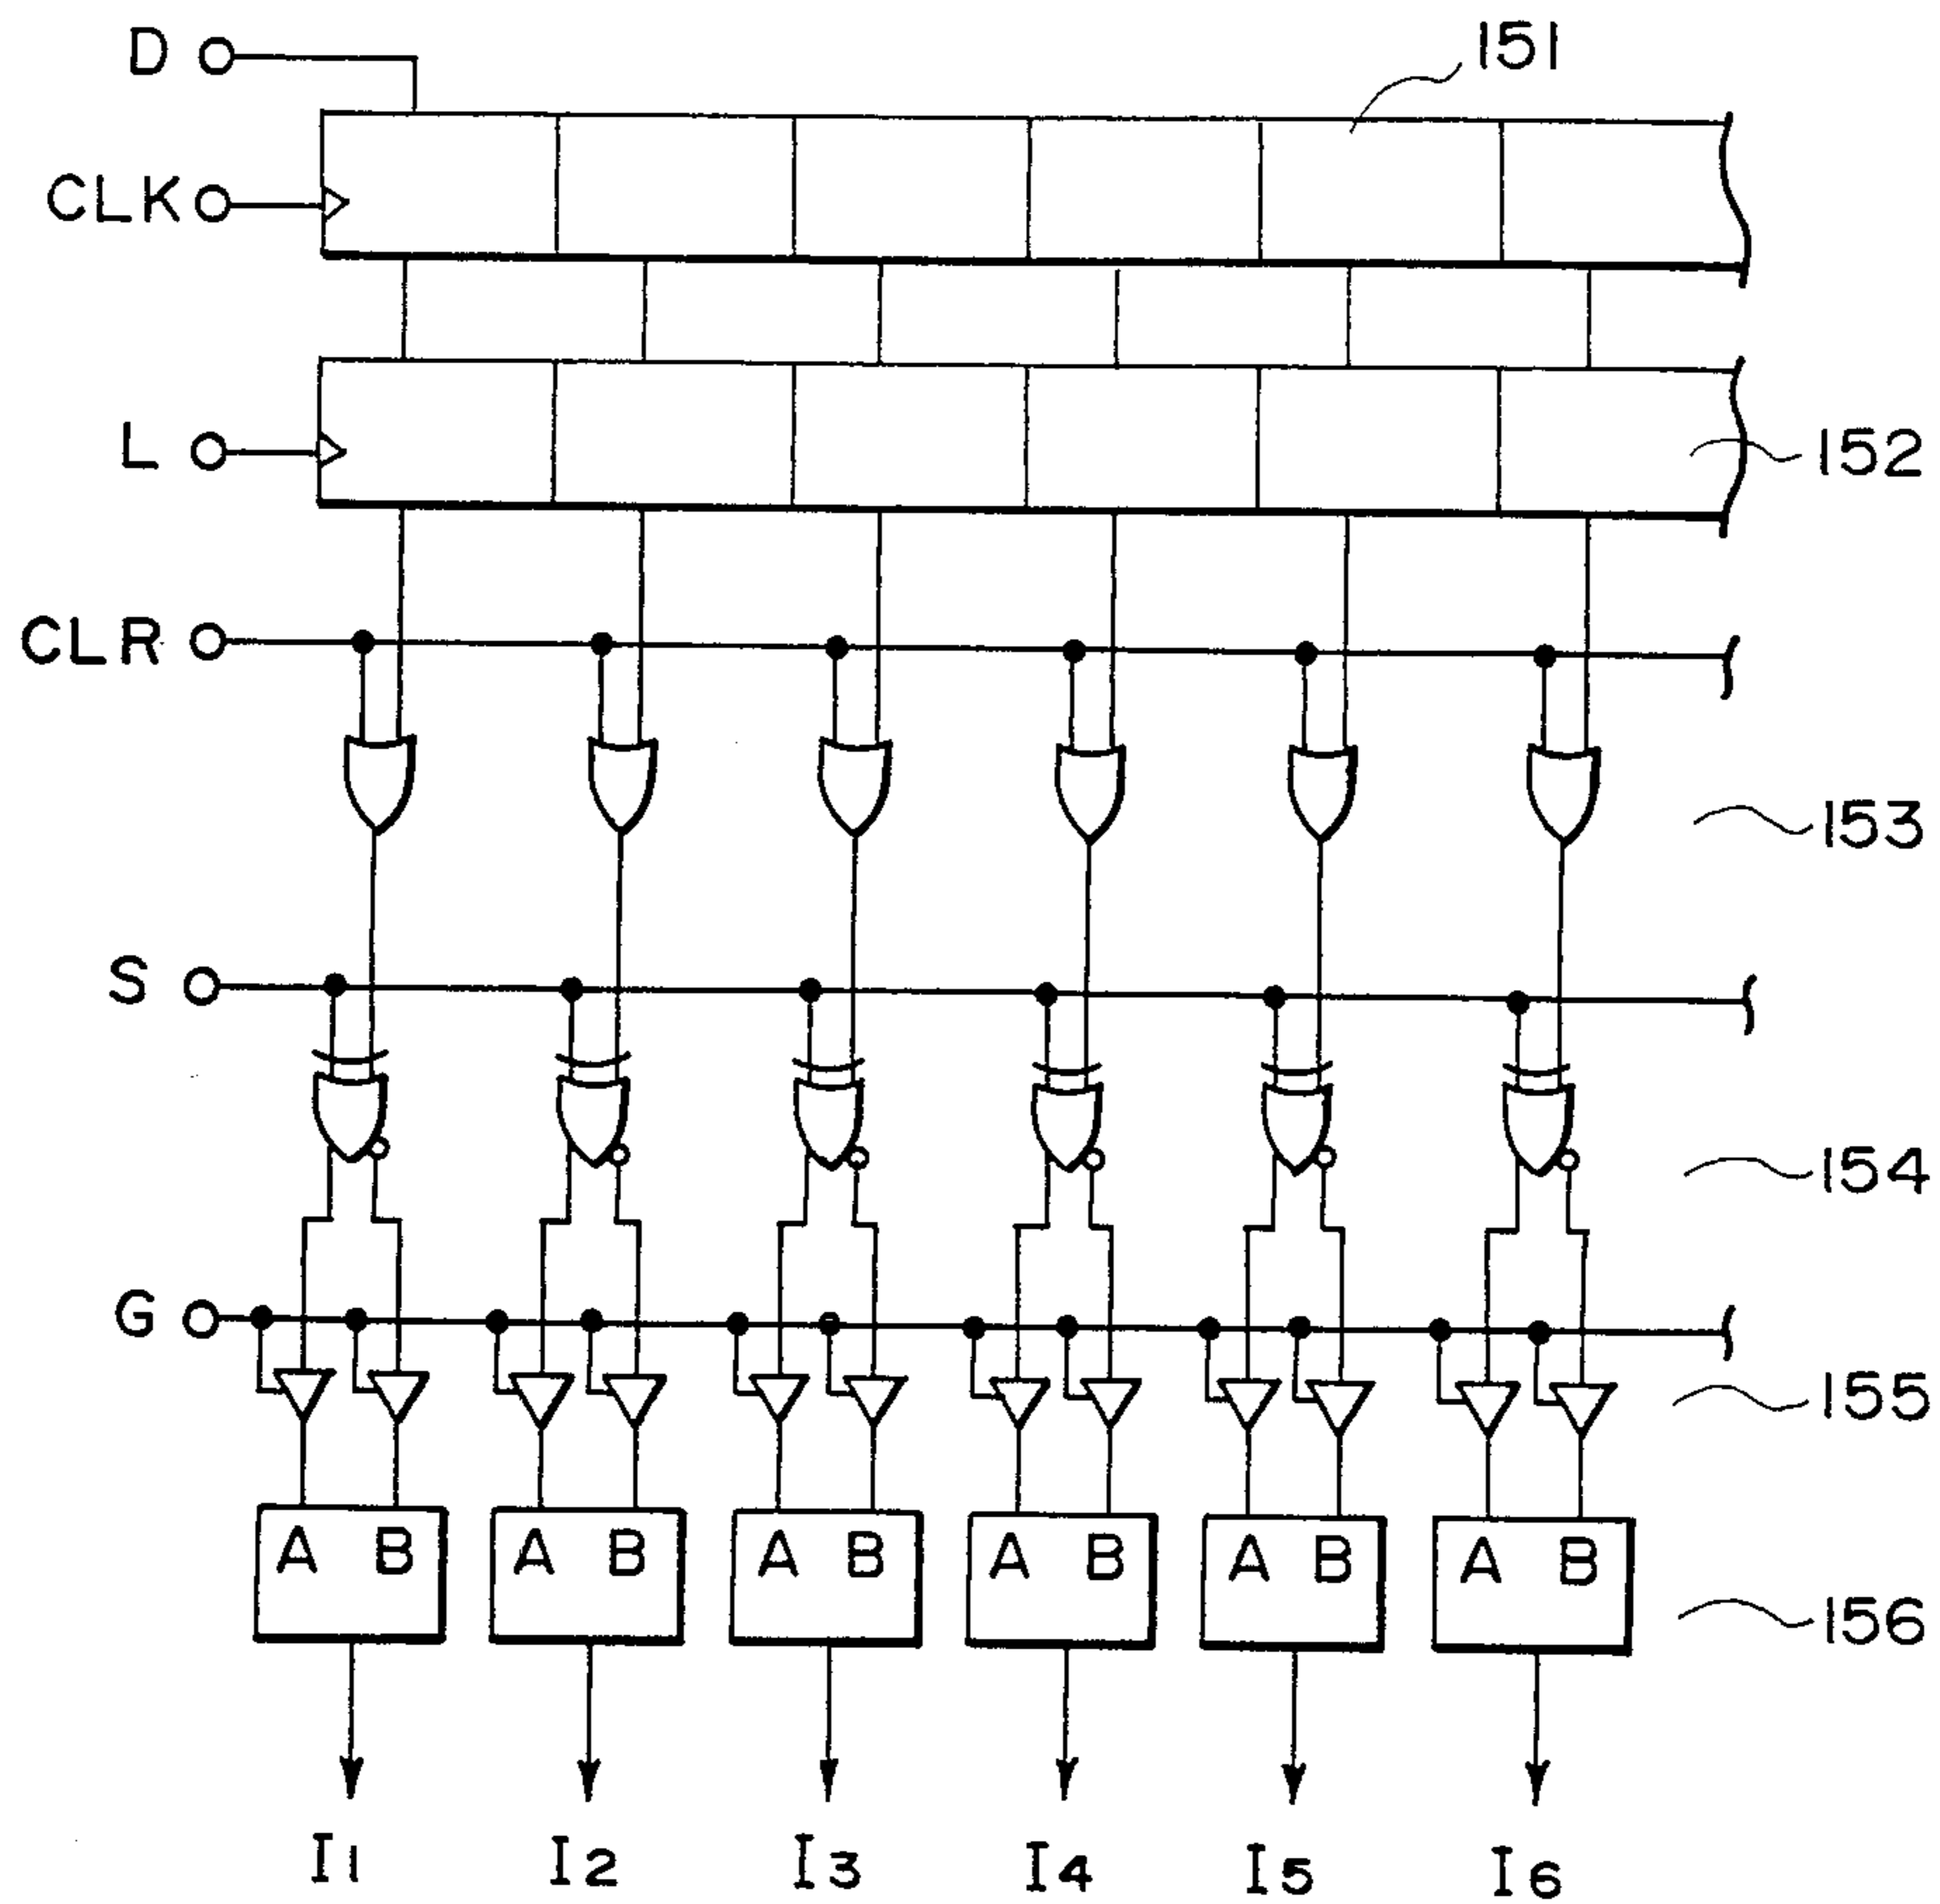 D
151
CLK
L
152
CLR
153
S
154
G
155
A B A B A B A B A B A B
156
I1 I2 I3 I4 I5 I6